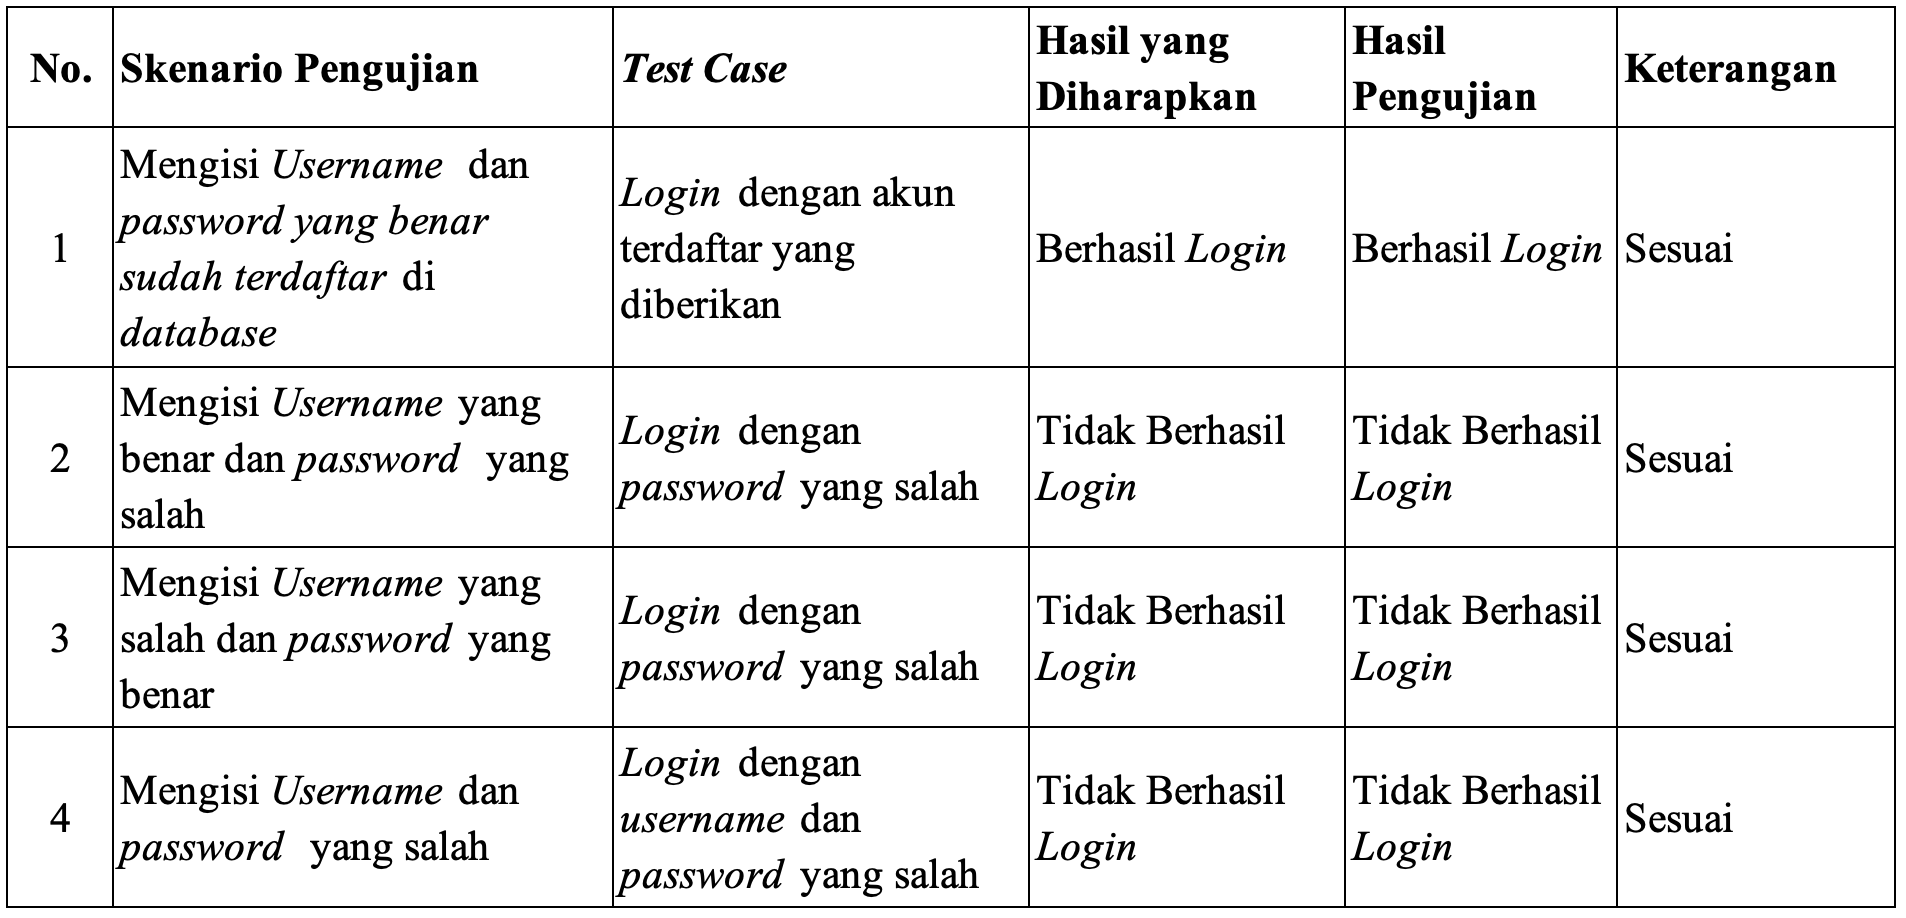 No.
Skenario Pengujian
Test Case
Hasil yang
Diharapkan
Hasil
Pengujian
Keterangan
1
Mengisi Username dan
password yang benar
sudah terdaftar di
database
Login dengan akun
terdaftar yang
diberikan
Berhasil Login
Berhasil Login
Sesuai
2
Mengisi Username yang
benar dan password yang
salah
Login dengan
password yang salah
Tidak Berhasil
Login
Tidak Berhasil
Login
Sesuai
3
Mengisi Username yang
salah dan password yang
benar
Login dengan
password yang salah
Tidak Berhasil
Login
Tidak Berhasil
Login
Sesuai
4
Mengisi Username dan
password yang salah
Login dengan
username dan
password yang salah
Tidak Berhasil
Login
Tidak Berhasil
Login
Sesuai